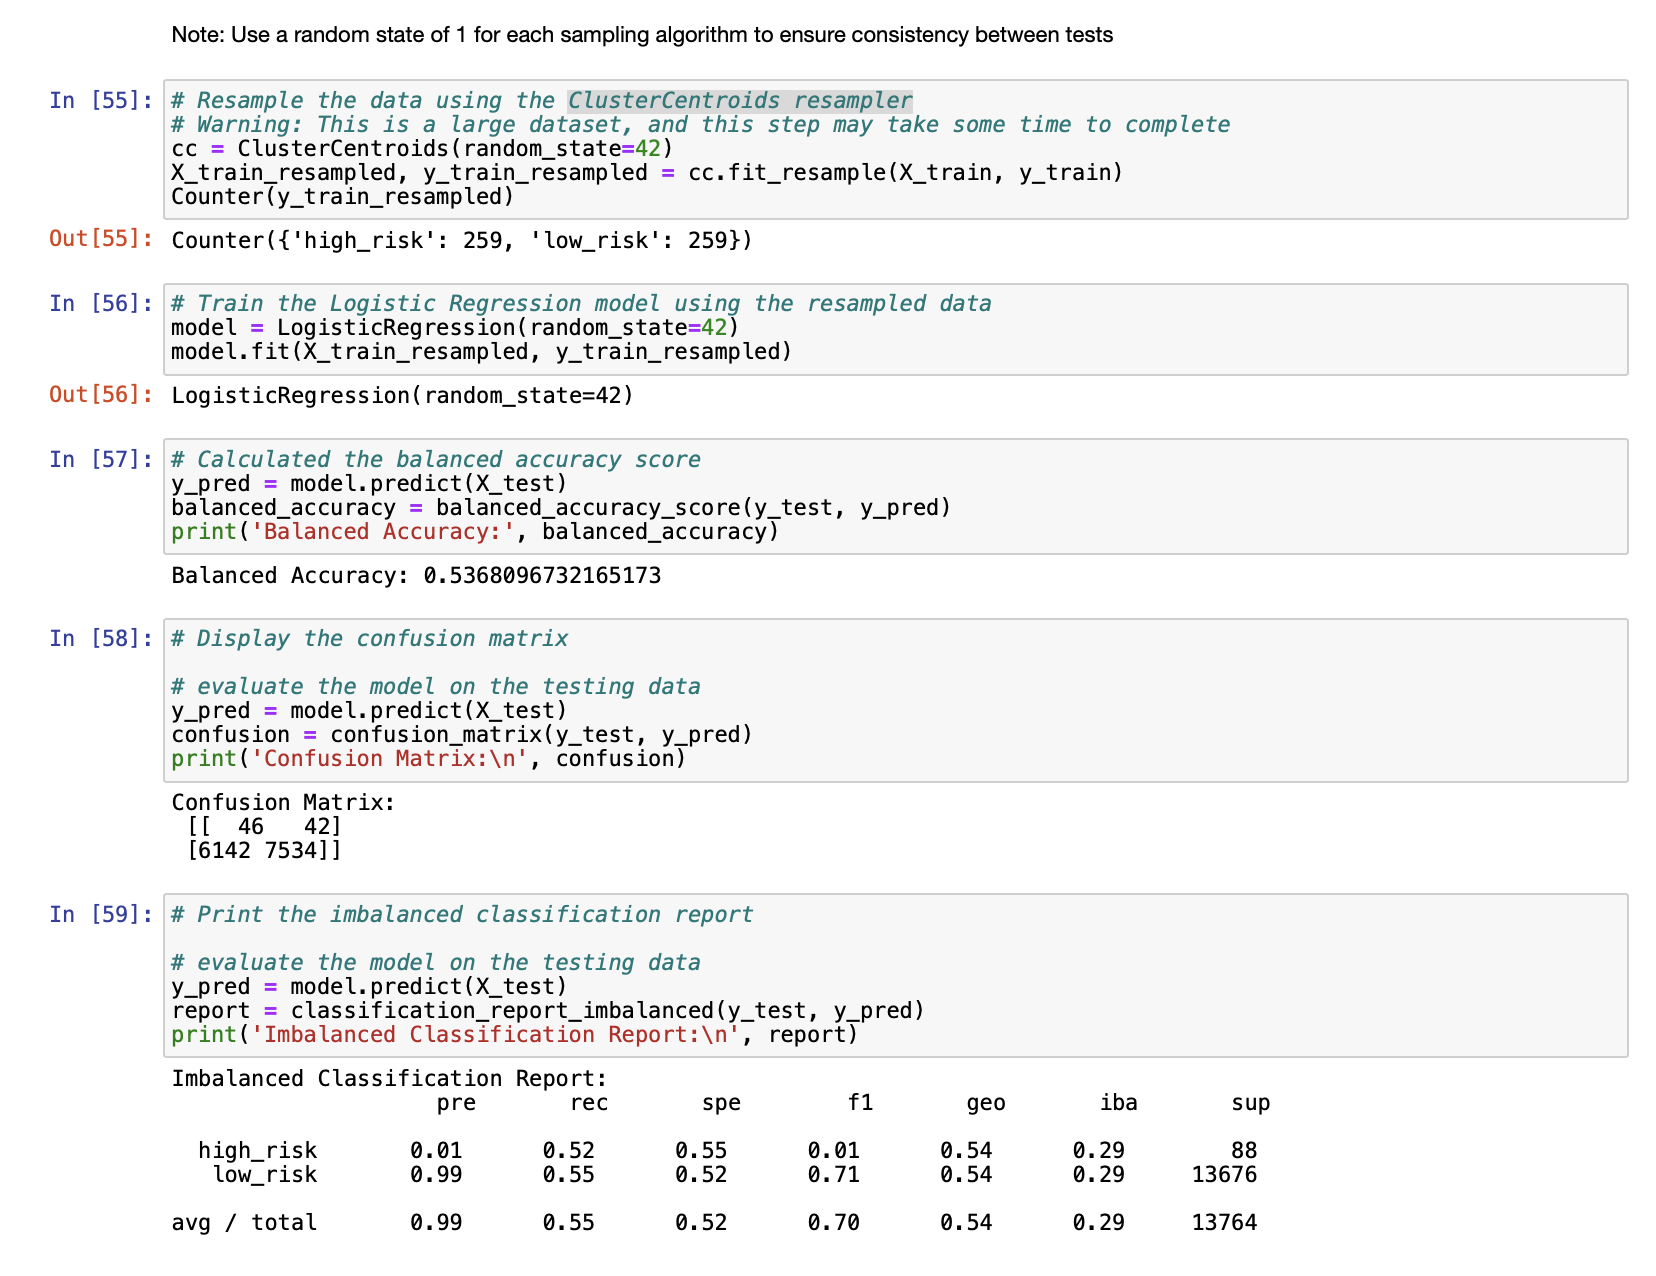 Note: Use a random state of 1 for each sampling algorithm to ensure consistency between tests
In [55]:
# Resample the data using the ClusterCentroids resampler
# Warning: This is a large dataset, and this step may take some time to complete
cc = ClusterCentroids(random_state=42)
X_train_resampled, y_train_resampled = cc.fit_resample(X_train, y_train)
Counter(y_train_resampled)
Out[55]: Counter({'high_risk': 259, 'low_risk': 259})
In [56]:
# Train the Logistic Regression model using the resampled data
model = LogisticRegression(random_state=42)
model.fit(X_train_resampled, y_train_resampled)
Out[56]: LogisticRegression(random_state=42)
In [57]:
# Calculated the balanced accuracy score
y_pred = model.predict(X_test)
balanced_accuracy = balanced_accuracy_score(y_test, y_pred)
print('Balanced Accuracy:', balanced_accuracy)
Balanced Accuracy: 0.5368096732165173
In [58]:
# Display the confusion matrix
# evaluate the model on the testing data
y_pred = model.predict(X_test)
confusion = confusion_matrix(y_test, y_pred)
print('Confusion Matrix:\n', confusion)
Confusion Matrix:
[[  46   42]
[6142 7534]]
In [59]:
# Print the imbalanced classification report
# evaluate the model on the testing data
y_pred = model.predict(X_test)
report = classification_report_imbalanced(y_test, y_pred)
print('Imbalanced Classification Report:\n', report)
Imbalanced Classification Report:
pre rec spe f1 geo iba sup
high_risk 0.01 0.52 0.55 0.01 0.54 0.29 88
low_risk 0.99 0.55 0.52 0.71 0.54 0.29 13676
avg / total 0.99 0.55 0.52 0.70 0.54 0.29 13764